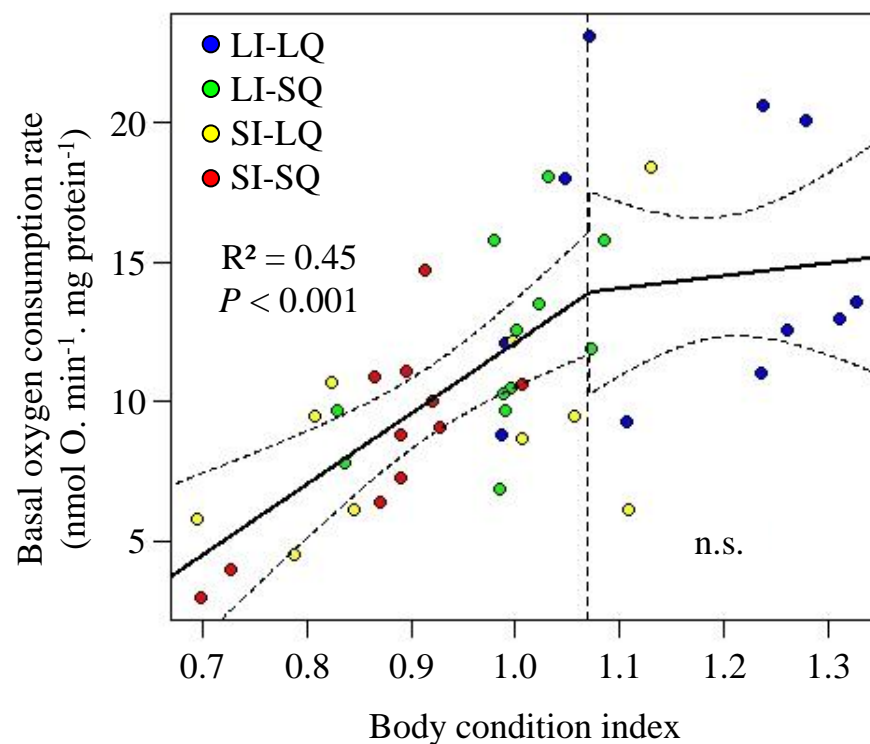 LI-LQ
LI-SQ
SI-LQ
SI-SQ
R² = 0.45
P < 0.001
n.s.
Basal oxygen consumption rate
(nmol O. min⁻¹. mg protein⁻¹)
20
15
10
5
0.7 0.8 0.9 1.0 1.1 1.2 1.3
Body condition index